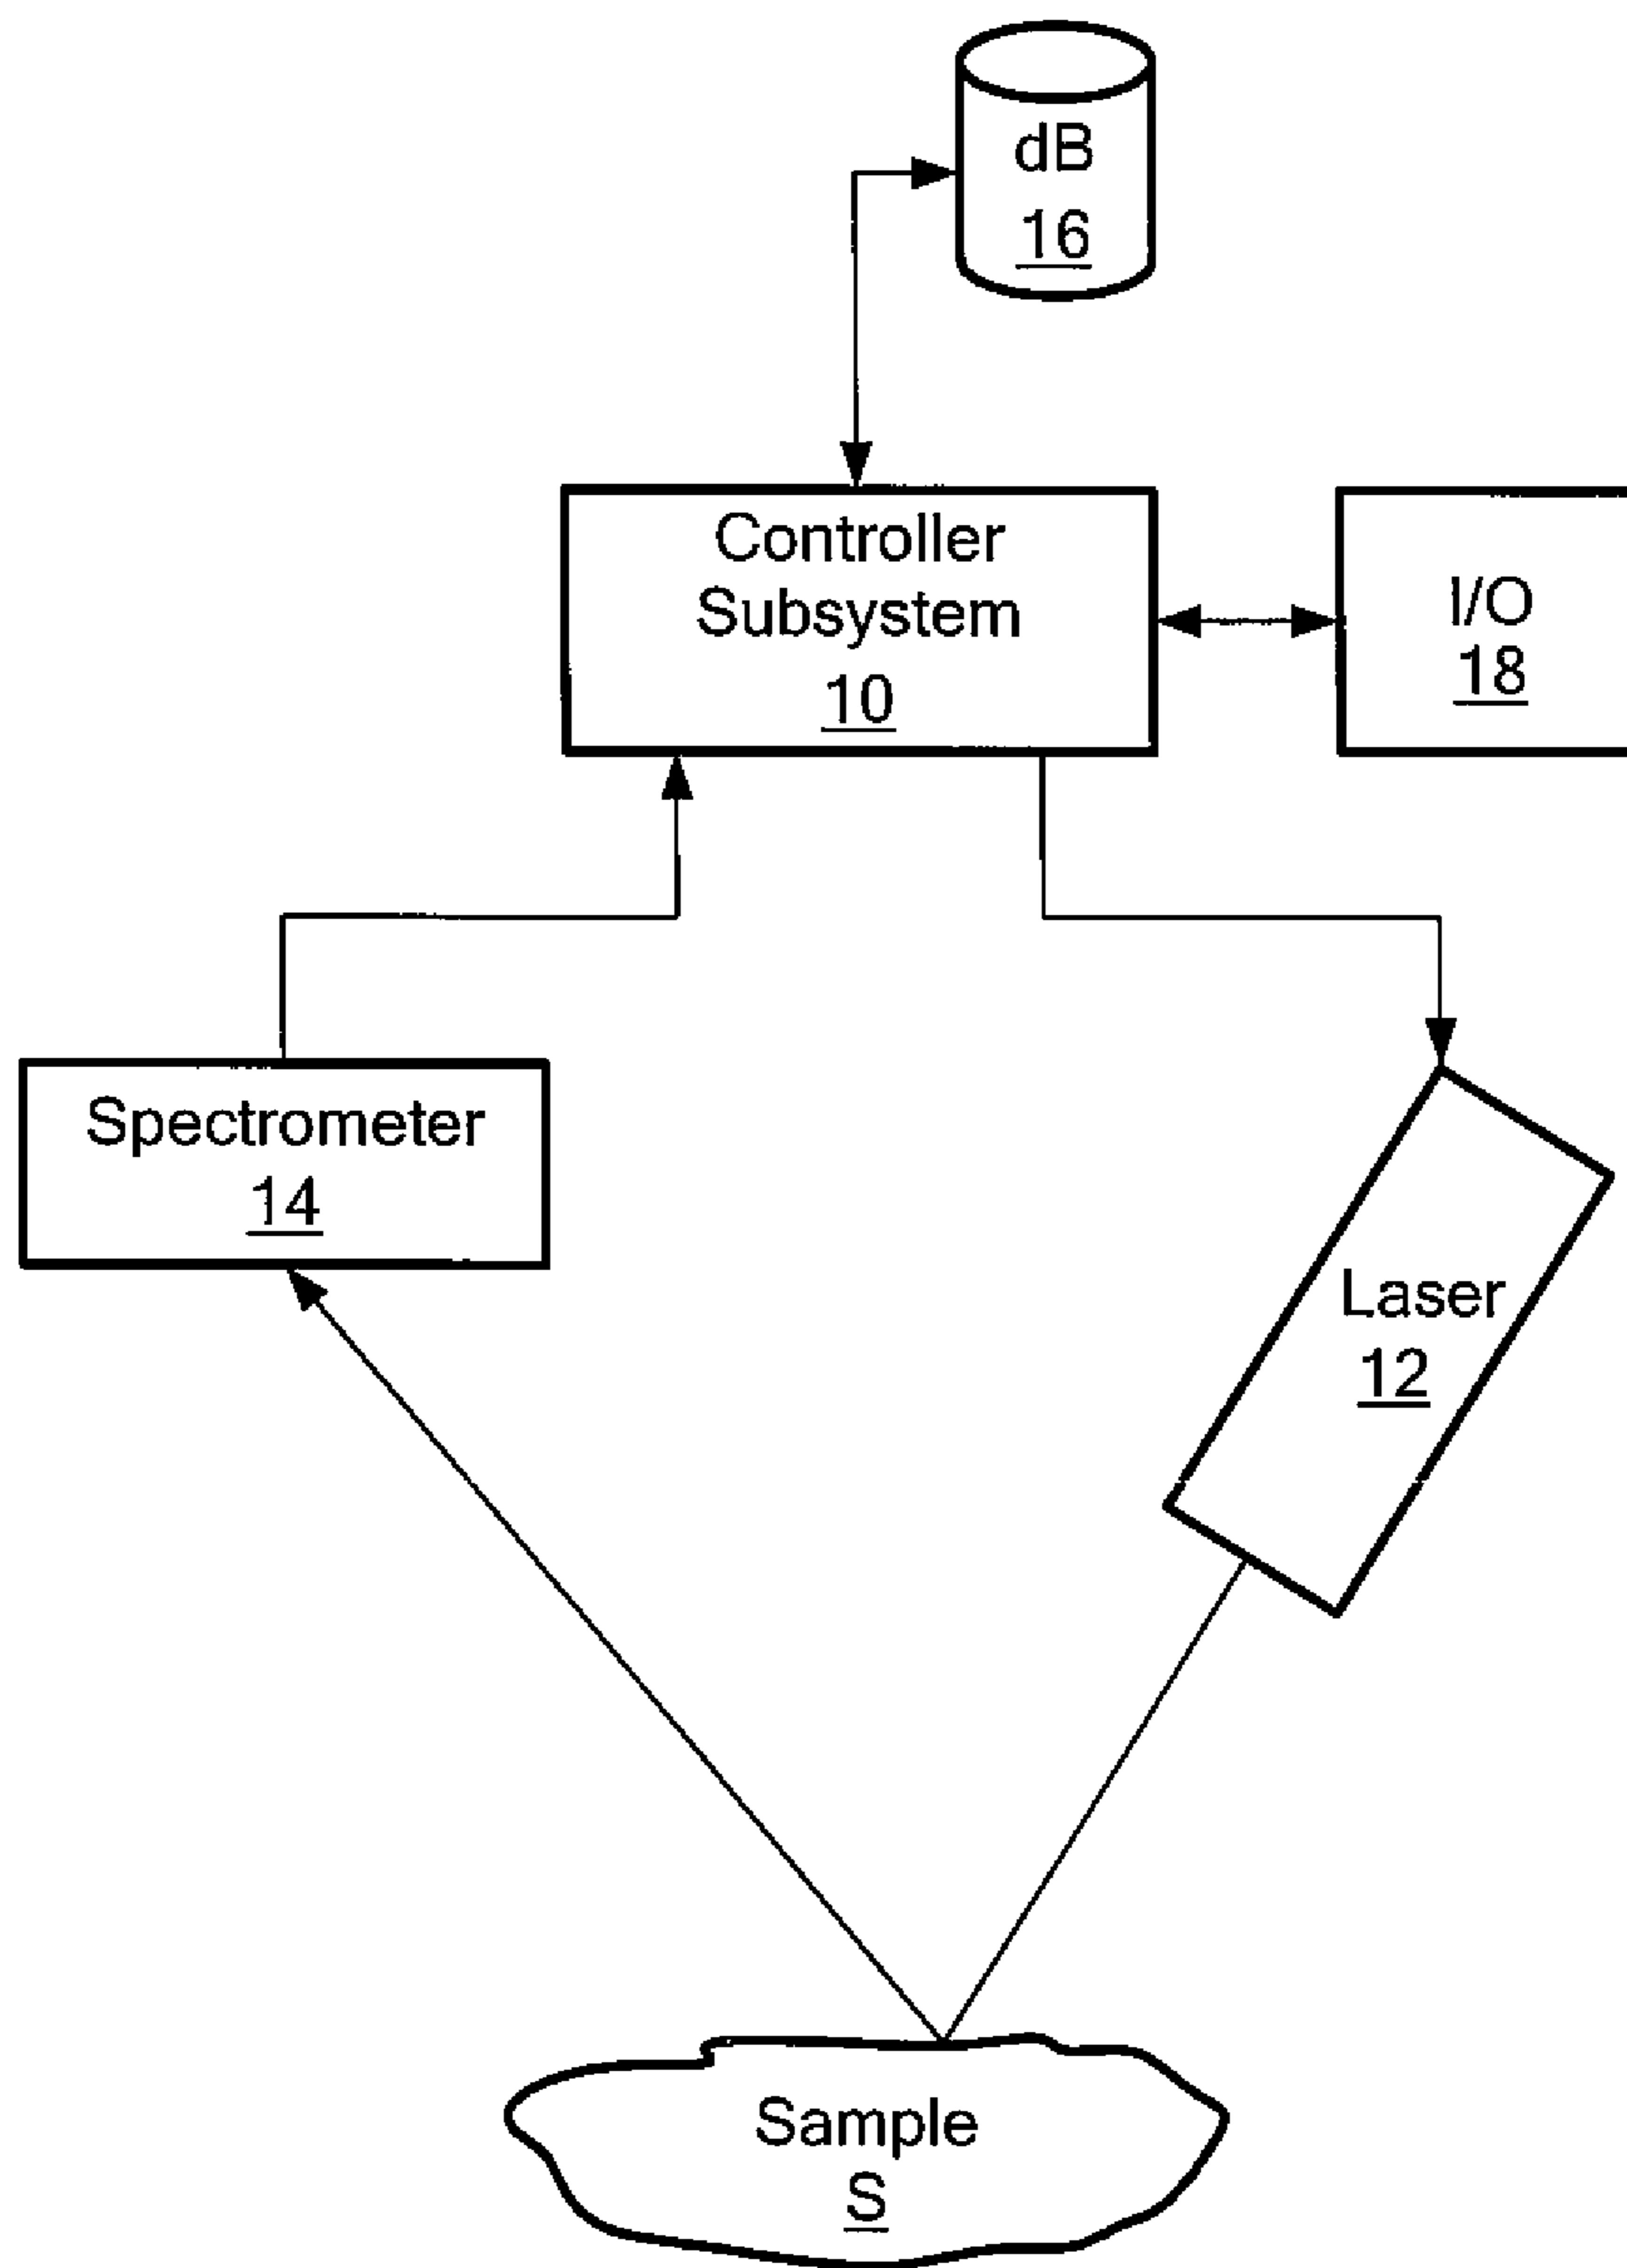 dB
16
Controller
Subsystem
10
I/O
18
Spectrometer
14
Laser
12
Sample
S